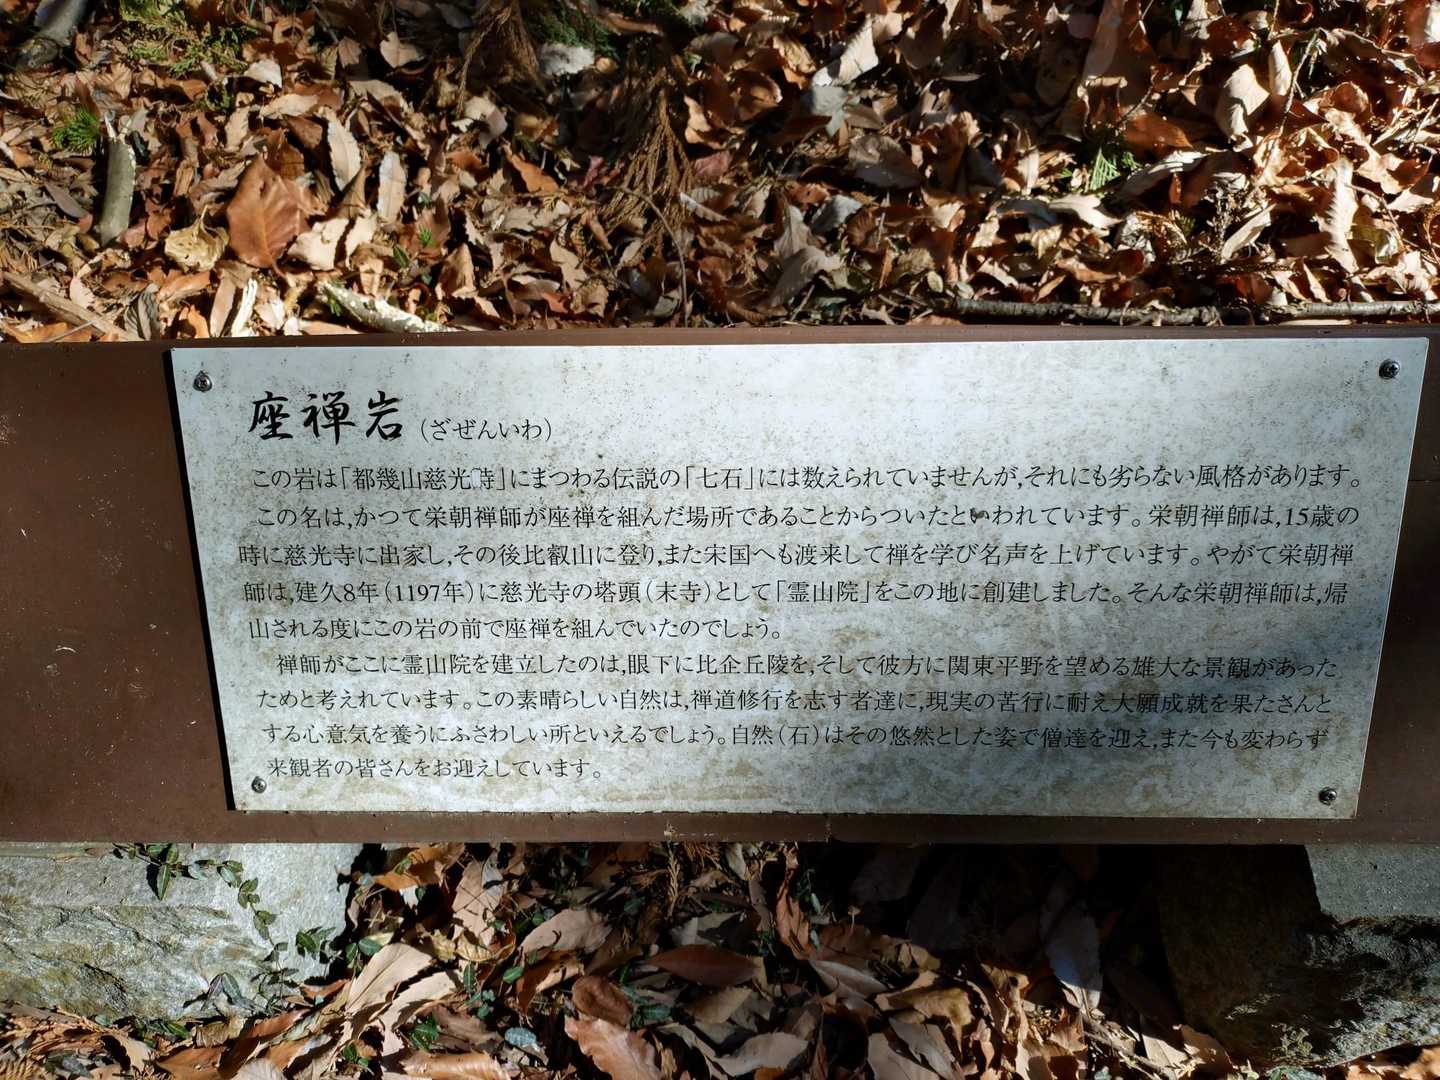 座禅岩(ざぜんいわ)
この岩は「都幾山慈光寺」にまつわる伝説の「七石」には数えられていませんが,それにも劣らない風格があります。
この名は,かつて栄朝禅師が座禅を組んだ場所であることからついたといわれています。栄朝禅師は,15歳の
時に慈光寺に出家し,その後比叡山に登り,また宋国へも渡来して禅を学び名声を上げています。やがて栄朝禅
師は,建久8年(1197年)に慈光寺の塔頭(末寺)として「霊山院」をこの地に創建しました。そんな栄朝禅師は,帰
山される度にこの岩の前で座禅を組んでいたのでしょう。
禅師がここに霊山院を建立したのは,眼下に比企丘陵を,そして彼方に関東平野を望める雄大な景観があった
ためと考えれています。この素晴らしい自然は,禅道修行を志す者達に,現実の苦行に耐え大願成就を果たさんと
する心意気を養うにふさわしい所といえるでしょう。自然(石)はその悠然とした姿で僧達を迎え,また今も変わらず
来観者の皆さんをお迎えしています。